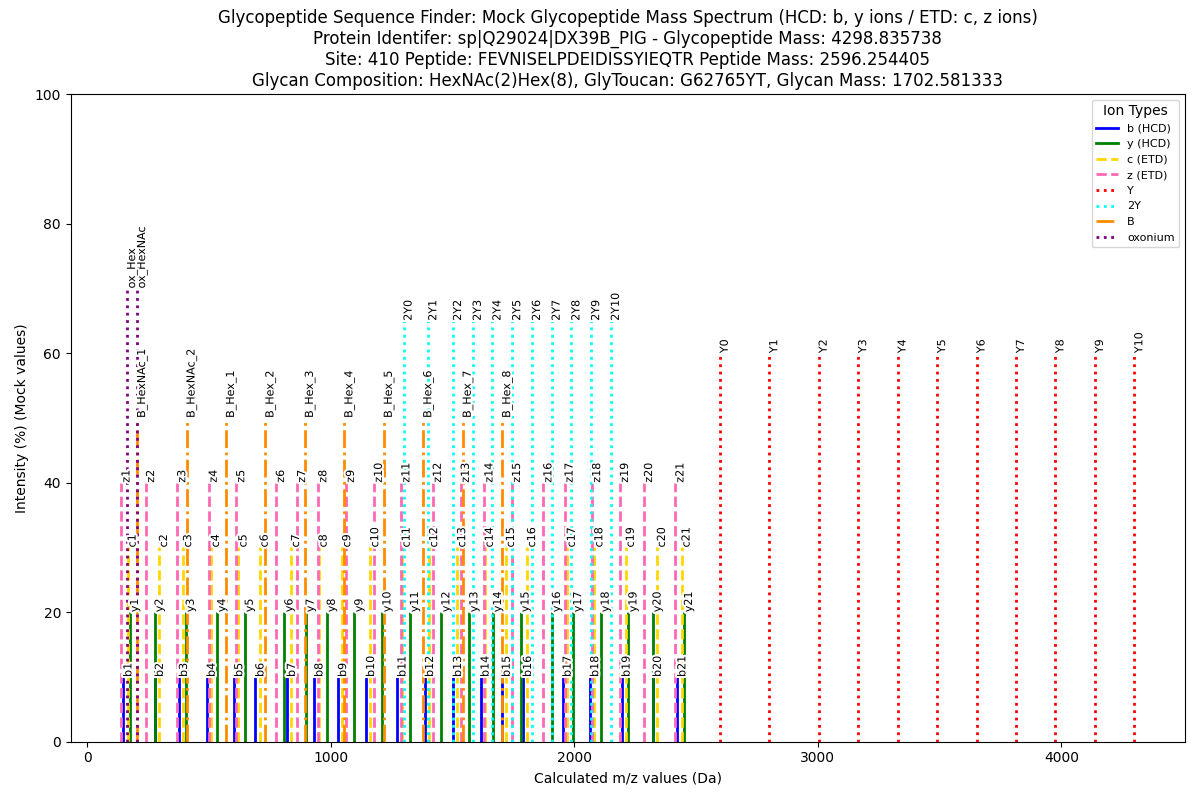 Glycopeptide Sequence Finder: Mock Glycopeptide Mass Spectrum (HCD: b, y ions / ETD: c, z ions)
Protein Identifer: sp|Q29024|DX39B_PIG - Glycopeptide Mass: 4298.835738
Site: 410 Peptide: FEVNISELPDEIDISSYIEQTR Peptide Mass: 2596.254405
Glycan Composition: HexNAc(2)Hex(8), GlyToucan: G62765YT, Glycan Mass: 1702.581333
Intensity (%) (Mock values)
100
80
60
40
20
0
Ion Types
b (HCD)
y (HCD)
c (ETD)
z (ETD)
Y
2Y
B
oxonium
ox_Hex
ox_HexNAc
B_HexNAc_1
B_HexNAc_2
B_Hex_1
B_Hex_2
B_Hex_3
B_Hex_4
B_Hex_5
B_Hex_6
B_Hex_7
B_Hex_8
2Y0
2Y1
2Y2
2Y3
2Y4
2Y5
2Y6
2Y7
2Y8
2Y9
2Y10
Y0
Y1
Y2
Y3
Y4
Y5
Y6
Y7
Y8
Y9
Y10
z1
z2
z3
z4
z5
z6
z7
z8
z9
z10
z11
z12
z13
z14
z15
z16
z17
z18
z19
z20
z21
c1
c2
c3
c4
c5
c6
c7
c8
c9
c10
c11
c12
c13
c14
c15
c16
c17
c18
c19
c20
c21
y1
y2
y3
y4
y5
y6
y7
y8
y9
y10
y11
y12
y13
y14
y15
y16
y17
y18
y19
y20
y21
b1
b2
b3
b4
b5
b6
b7
b8
b9
b10
b11
b12
b13
b14
b15
b16
b17
b18
b19
b20
b21
0
1000
2000
3000
4000
Calculated m/z values (Da)